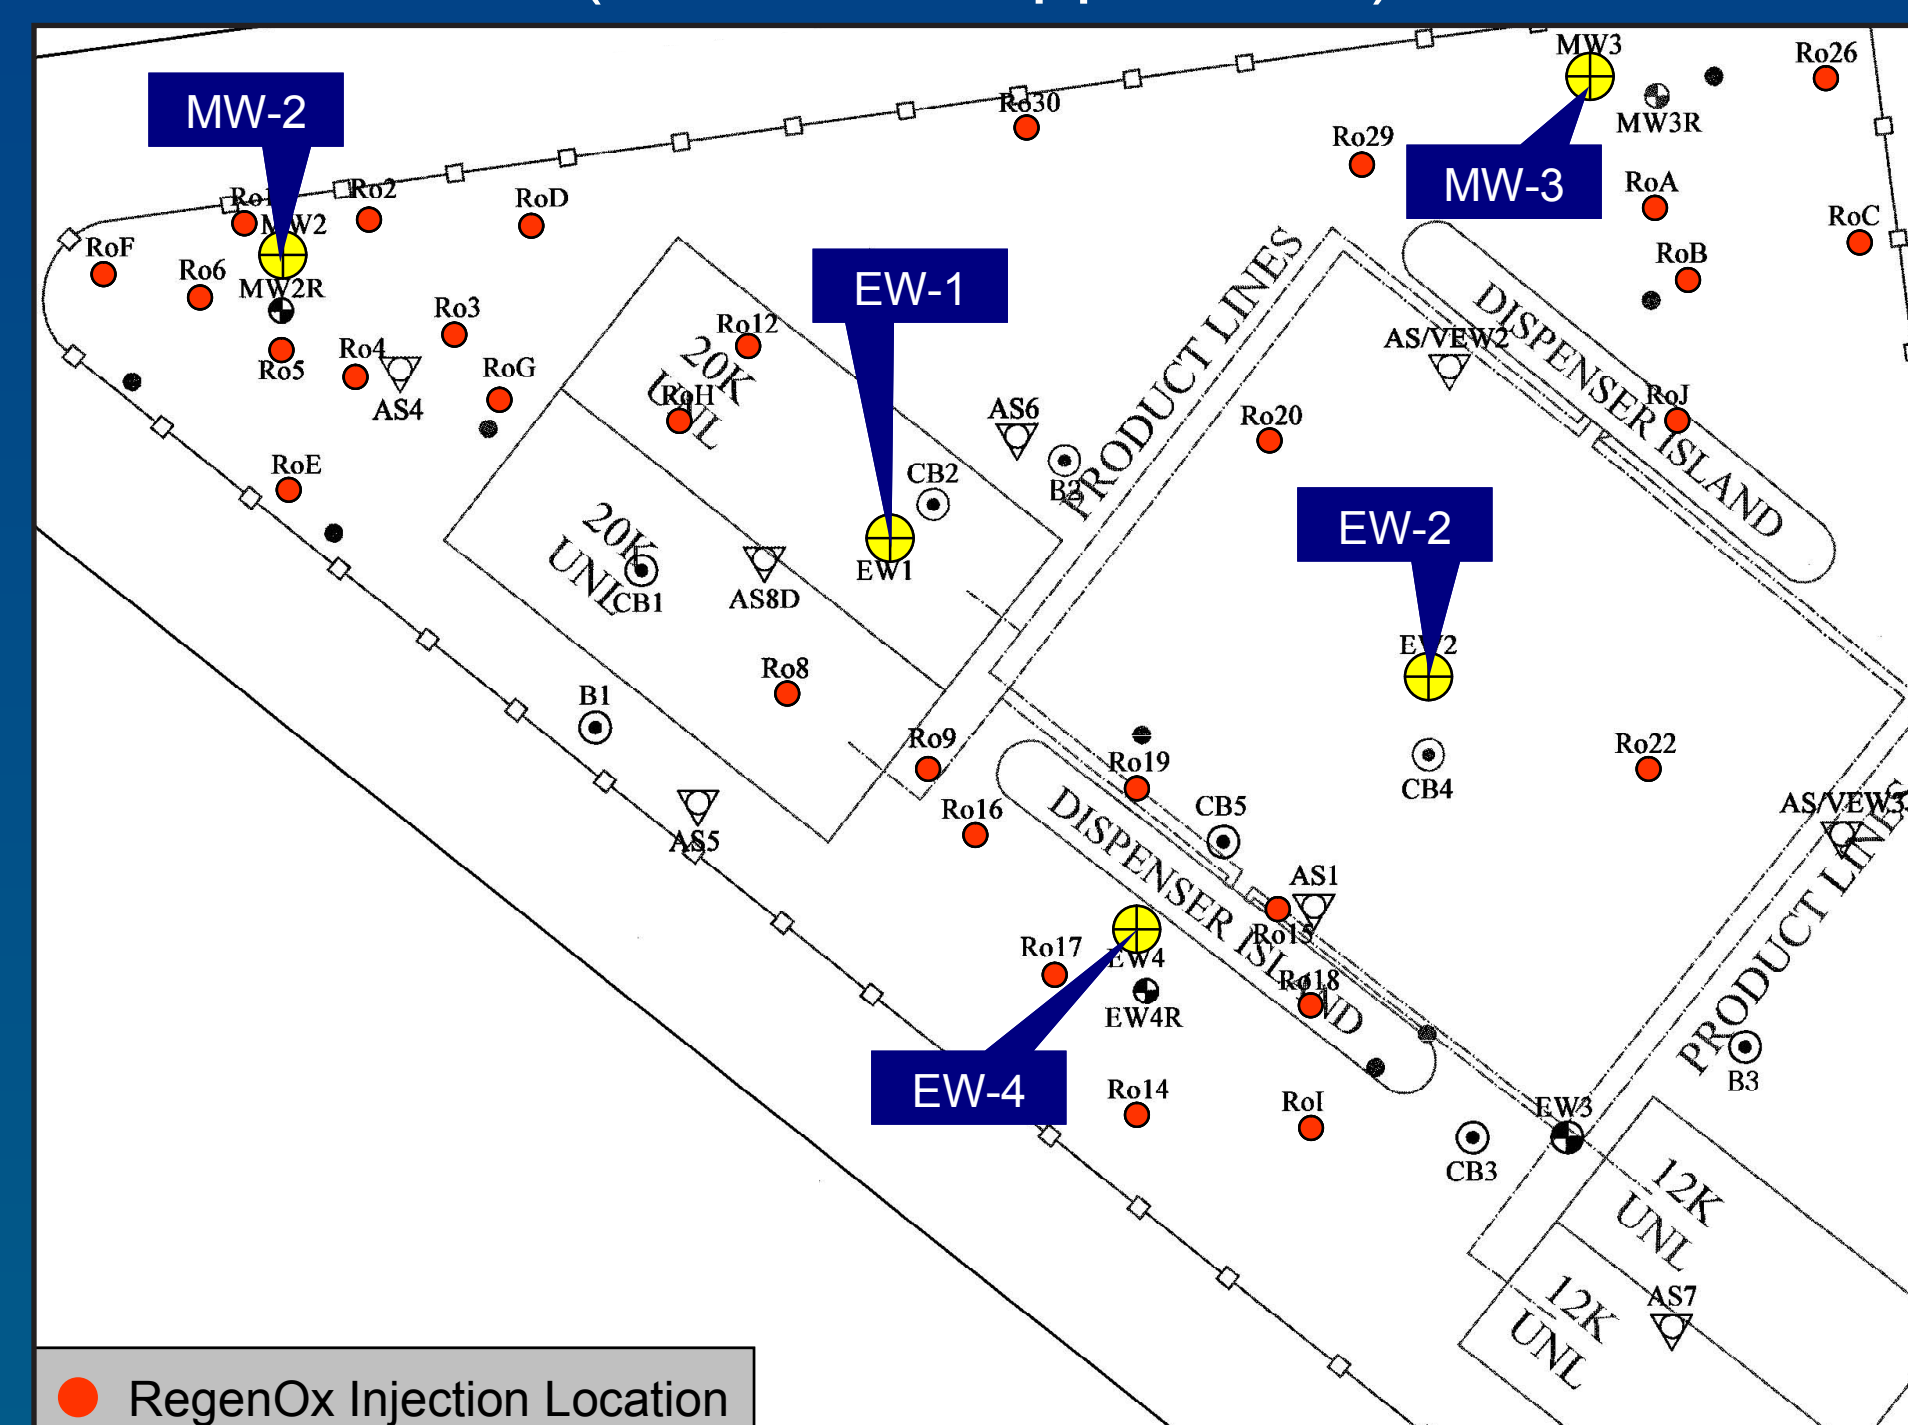 MW3
Ro26
MW-2
Ro30
MW3R
Ro29
MW-3
RoA
Ro1
Ro2
RoD
RoC
MW2
RoF
RoB
Ro6
EW-1
MW2R
PRODUCT LINES
DISPENSER ISLAND
Ro3
Ro12
AS/VEW2
Ro4
20K
UNL
Ro5
RoG
RoH
RoJ
AS4
AS6
Ro20
RoE
CB2
B2
20K
UNL
EW-2
EW1
CB1
AS8D
EW2
Ro8
B1
Ro9
Ro22
Ro19
CB4
Ro16
CB5
AS/VEW3
PRODUCT LINES
AS5
DISPENSER ISLAND
AS1
Ro15
Ro17
EW4
Ro18
EW4R
EW-4
B3
Ro14
RoI
EW3
CB3
12K
UNL
12K
UNL
AS7
RegenOx Injection Location